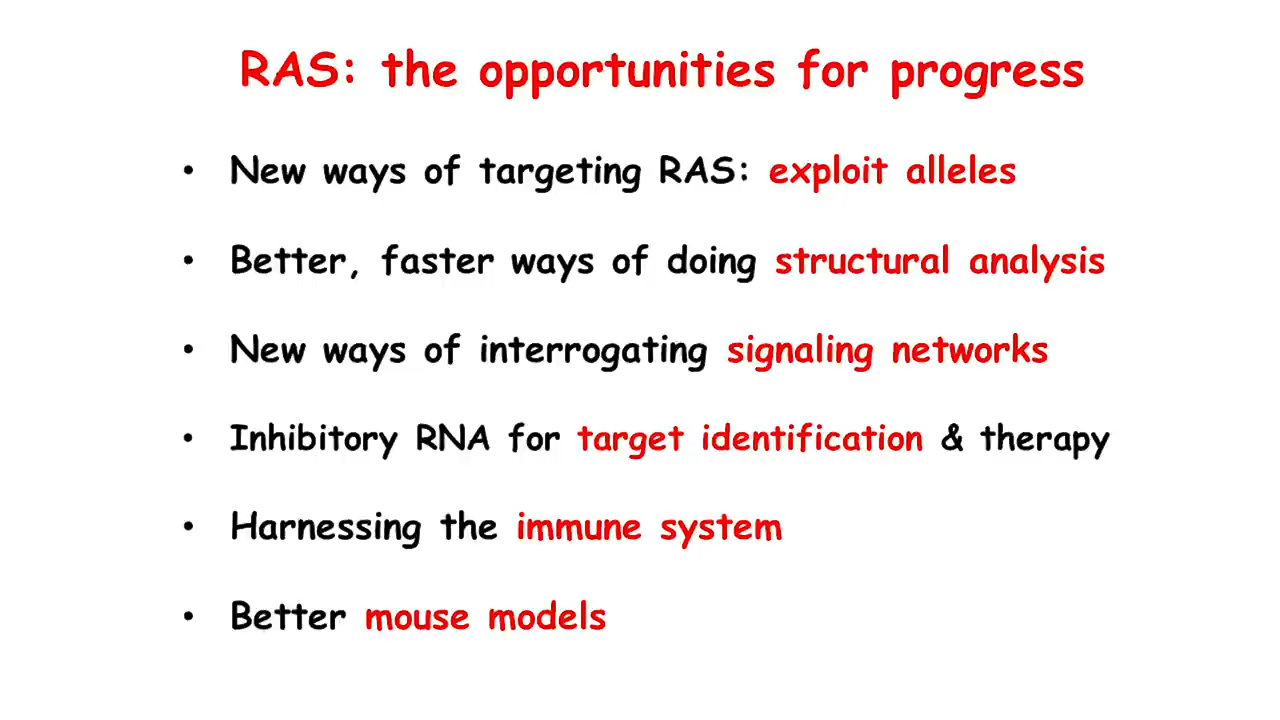 RAS: the opportunities for progress
• New ways of targeting RAS: exploit alleles
• Better, faster ways of doing structural analysis
• New ways of interrogating signaling networks
• Inhibitory RNA for target identification & therapy
• Harnessing the immune system
• Better mouse models